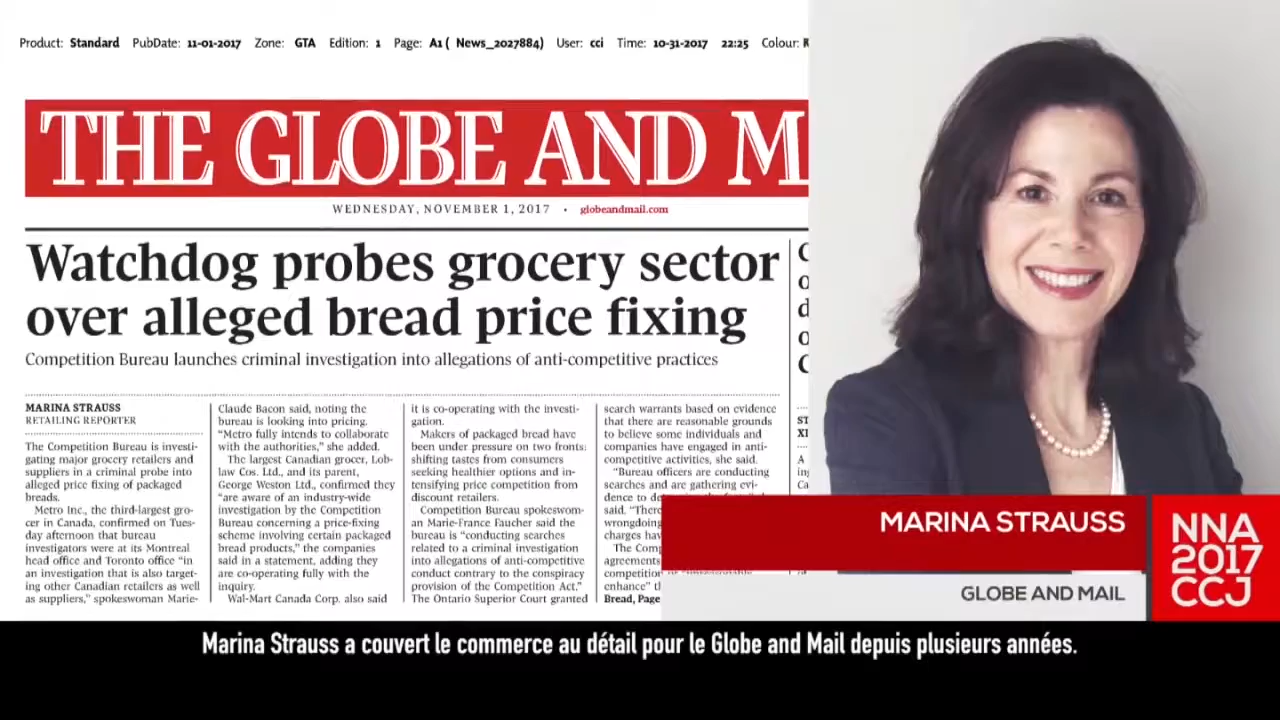 Product: Standard PubDate: 11-01-2017 Zone: GTA Edition: 1 Page: A1 ( News_2027884) User: cci Time: 10-31-2017 22:25 Colour:
THE GLOBE AND M
WEDNESDAY, NOVEMBER 1, 2017 • globeandmail.com
Watchdog probes grocery sector
over alleged bread price fixing
Competition Bureau launches criminal investigation into allegations of anti-competitive practices
MARINA STRAUSS
RETAILING REPORTER
The Competition Bureau is investi-
gating major grocery retailers and
suppliers in a criminal probe into
alleged price fixing of packaged
breads.
Metro Inc., the third-largest gro-
cer in Canada, confirmed on Tues-
day afternoon that bureau
investigators were at its Montreal
head office and Toronto office "in
an investigation that is also target-
ing other Canadian retailers as well
as suppliers," spokeswoman Marie-
Claude Bacon said, noting the
bureau is looking into pricing.
"Metro fully intends to collaborate
with the authorities," she added.
The largest Canadian grocer, Lob-
law Cos. Ltd., and its parent,
George Weston Ltd., confirmed they
"are aware of an industry-wide
investigation by the Competition
Bureau concerning a price-fixing
scheme involving certain packaged
bread products," the companies
said in a statement, adding they
are co-operating fully with the
inquiry.
Wal-Mart Canada Corp. also said
it is co-operating with the investi-
gation.
Makers of packaged bread have
been under pressure on two fronts:
shifting tastes from consumers
seeking healthier options and in-
tensifying price competition from
discount retailers.
Competition Bureau spokeswom-
an Marie-France Faucher said the
bureau is "conducting searches
related to a criminal investigation
into allegations of anti-competitive
conduct contrary to the conspiracy
provision of the Competition Act."
The Ontario Superior Court granted
search warrants based on evidence
that there are reasonable grounds
to believe some individuals and
companies have engaged in anti-
competitive activities, she said.
"Bureau officers are conducting
searches and are gathering evi-
dence to
said. "There
wrongdoing
charges
The
agreements
enhance"
Bread, Page
MARINA STRAUSS
GLOBE AND MAIL
NNA
2017
CCJ
Marina Strauss a couvert le commerce au détail pour le Globe and Mail depuis plusieurs années.